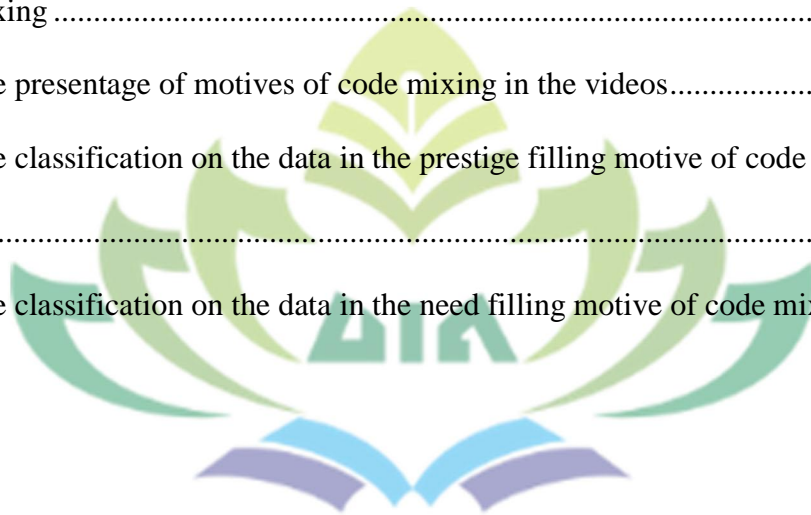 xing ................................................................................
e presentage of motives of code mixing in the videos..................
e classification on the data in the prestige filling motive of code
................................................................................
e classification on the data in the need filling motive of code mix